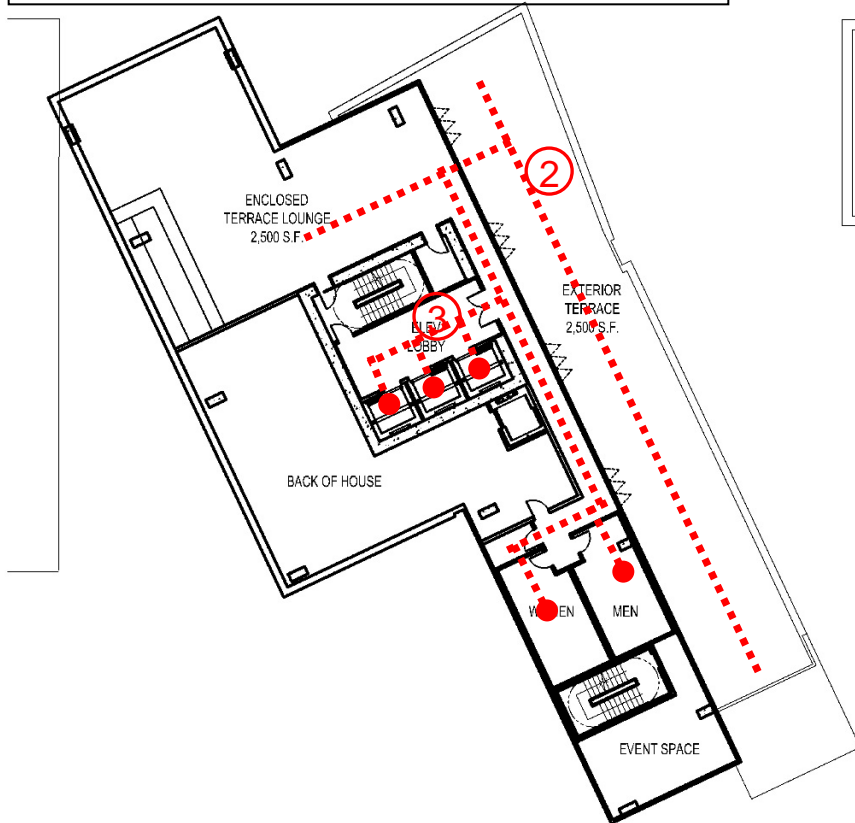 2
ENCLOSED
TERRACE LOUNGE
2,500 S.F.
EXTERIOR
TERRACE
2,500 S.F.
3
LOBBY
BACK OF HOUSE
MEN
EVENT SPACE